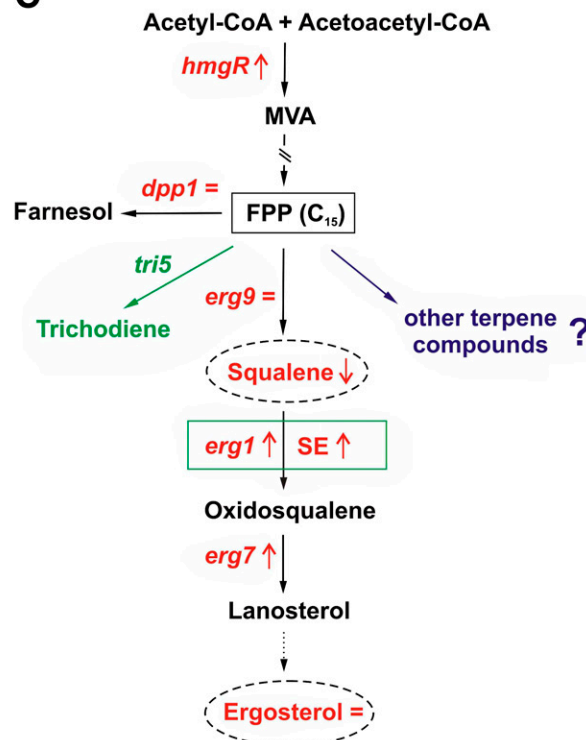 Acetyl-CoA + Acetoacetyl-CoA
hmgR ↑
MVA
dpp1 =
Farnesol
FPP (C₁₅)
tri5
Trichodiene
erg9 =
other terpene
compounds ?
Squalene ↓
erg1 ↑ SE ↑
Oxidosqualene
erg7 ↑
Lanosterol
Ergosterol =